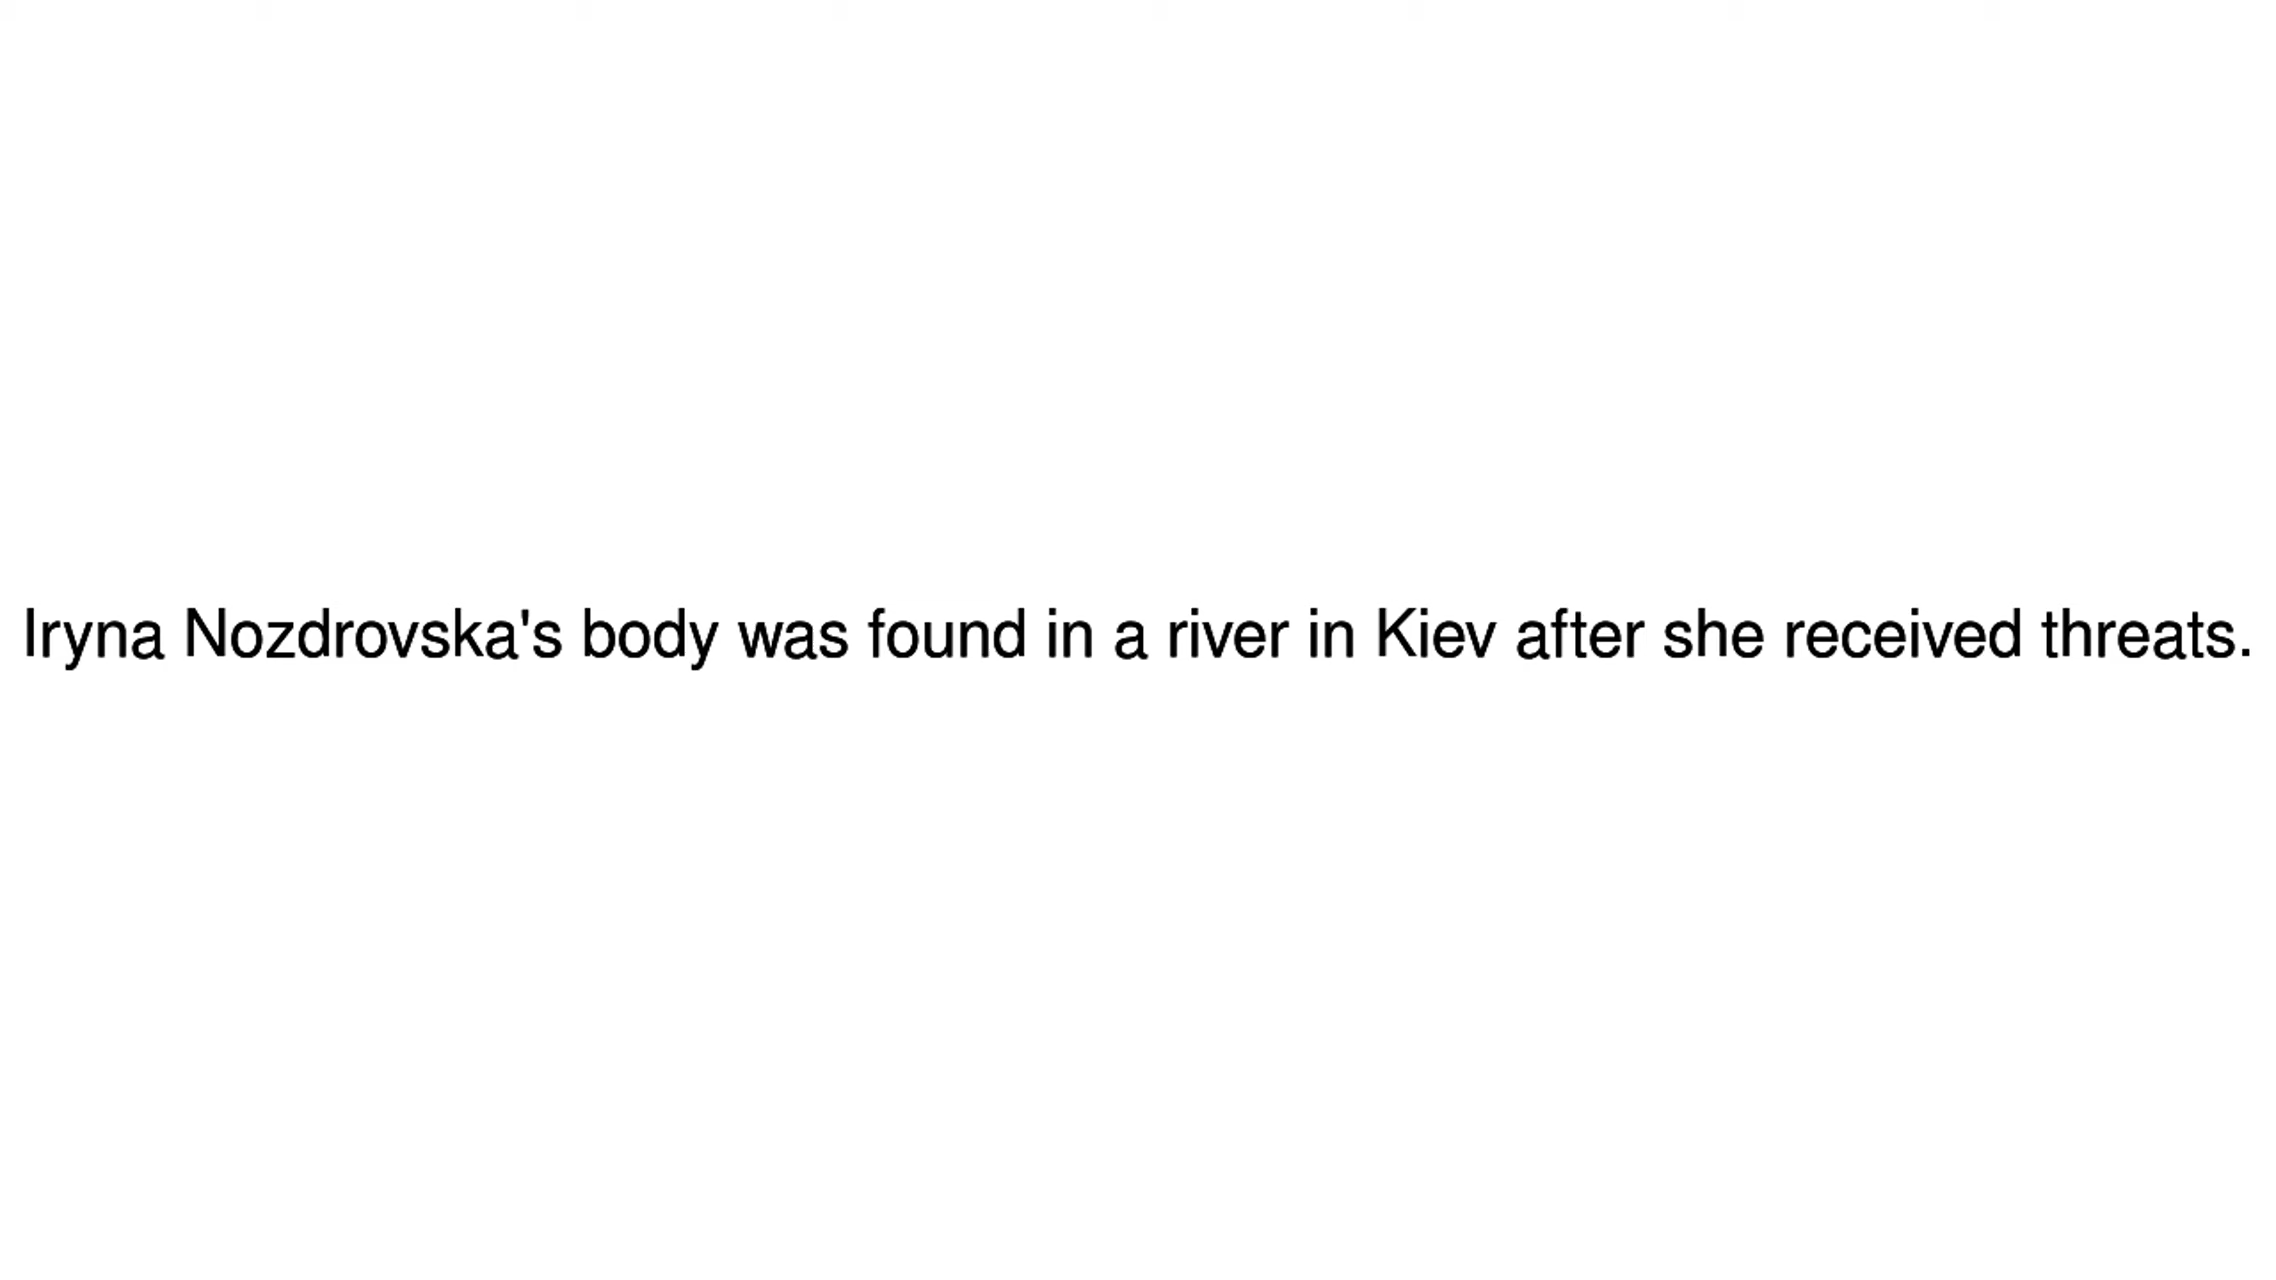 Iryna Nozdrovska's body was found in a river in Kiev after she received threats.